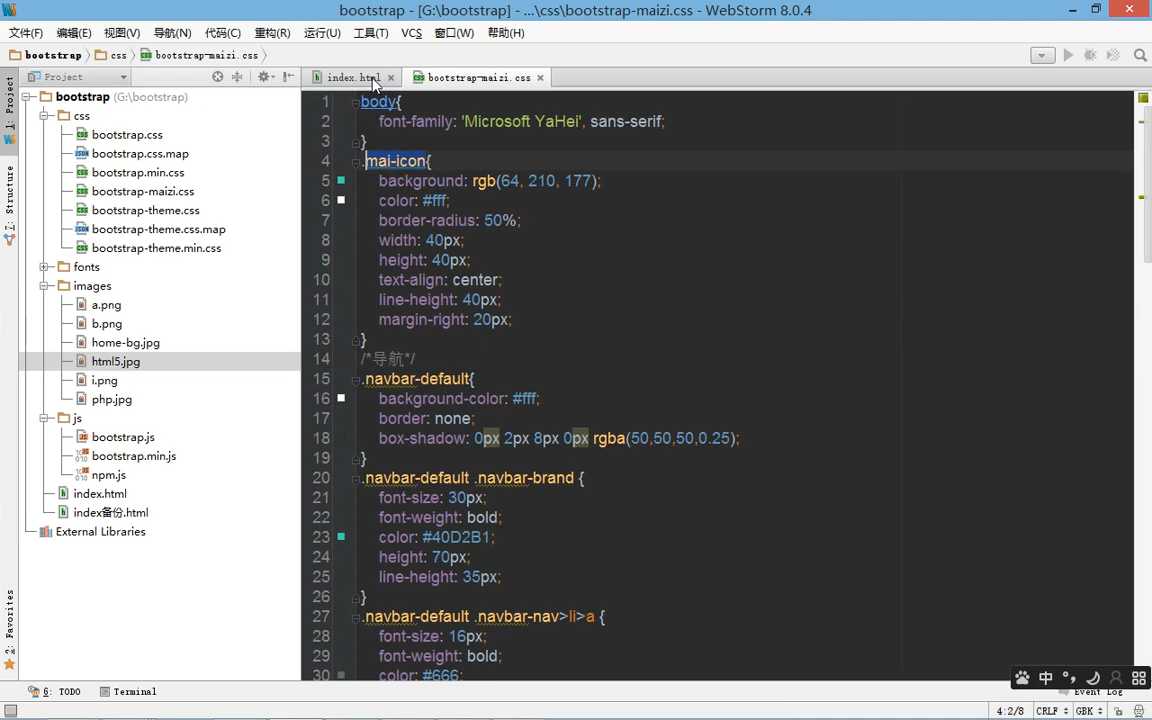 bootstrap - [G:\bootstrap] - ...\css\bootstrap-maizi.css - WebStorm 8.0.4
文件(F) 编辑(E) 视图(V) 导航(N) 代码(C) 重构(R) 运行(U) 工具(T) VCS 窗口(W) 帮助(H)
bootstrap css bootstrap-maizi.css
Project
index.html
bootstrap-maizi.css
1: Project
Z: Structure
2: Favorites
bootstrap (G:\bootstrap)
css
bootstrap.css
bootstrap.css.map
bootstrap.min.css
bootstrap-maizi.css
bootstrap-theme.css
bootstrap-theme.css.map
bootstrap-theme.min.css
fonts
images
a.png
b.png
home-bg.jpg
html5.jpg
i.png
php.jpg
js
bootstrap.js
bootstrap.min.js
npm.js
index.html
index备份.html
External Libraries
1 body{
2 font-family: 'Microsoft YaHei', sans-serif;
3 }
4 .mai-icon{
5 background: rgb(64, 210, 177);
6 color: #fff;
7 border-radius: 50%;
8 width: 40px;
9 height: 40px;
10 text-align: center;
11 line-height: 40px;
12 margin-right: 20px;
13 }
14 /*导航*/
15 .navbar-default{
16 background-color: #fff;
17 border: none;
18 box-shadow: 0px 2px 8px 0px rgba(50,50,50,0.25);
19 }
20 .navbar-default .navbar-brand {
21 font-size: 30px;
22 font-weight: bold;
23 color: #40D2B1;
24 height: 70px;
25 line-height: 35px;
26 }
27 .navbar-default .navbar-nav>li>a {
28 font-size: 16px;
29 font-weight: bold;
30 color: #666;
中
6: TODO Terminal Event Log
4:2/8 CRLF GBK